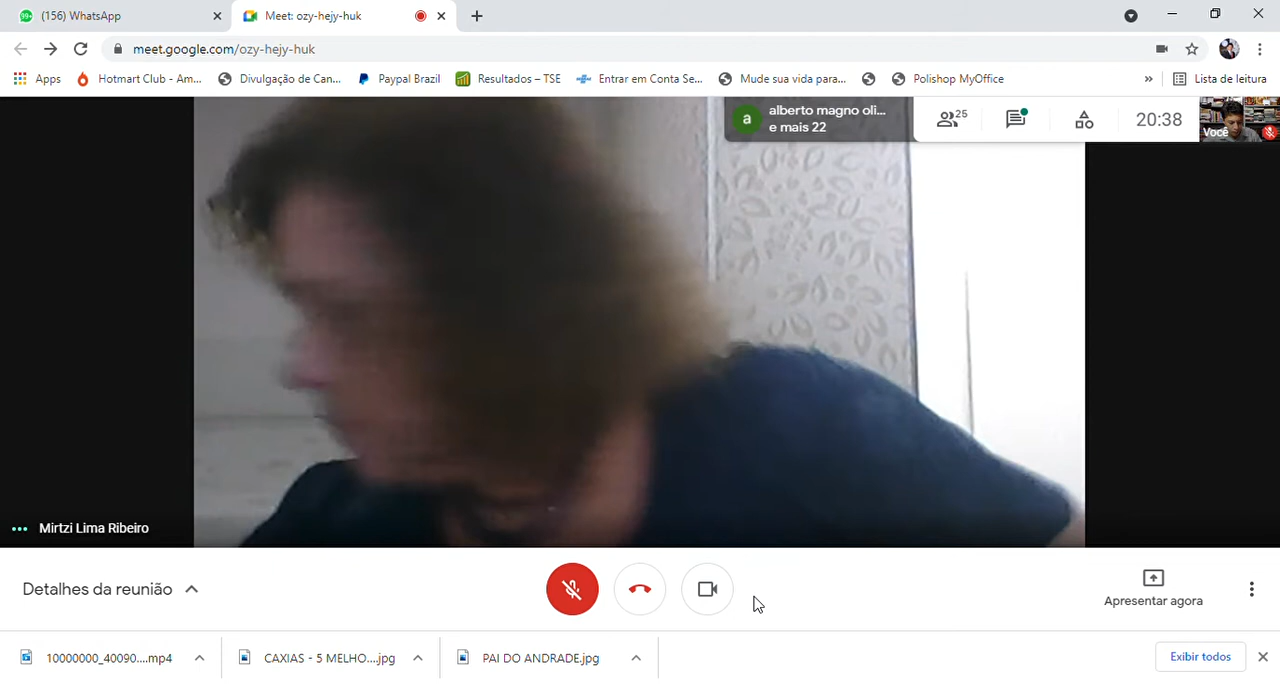 99+
(156) WhatsApp
Meet: ozy-hejy-huk
meet.google.com/ozy-hejy-huk
Apps
Hotmart Club - Am...
Divulgação de Can...
Paypal Brazil
Resultados – TSE
Entrar em Conta Se...
Mude sua vida para...
Polishop MyOffice
»
Lista de leitura
a
alberto magno oli...
e mais 22
25
20:38
Você
Mirtzi Lima Ribeiro
Detalhes da reunião
Apresentar agora
10000000_40090....mp4
CAXIAS - 5 MELHO....jpg
PAI DO ANDRADE.jpg
Exibir todos